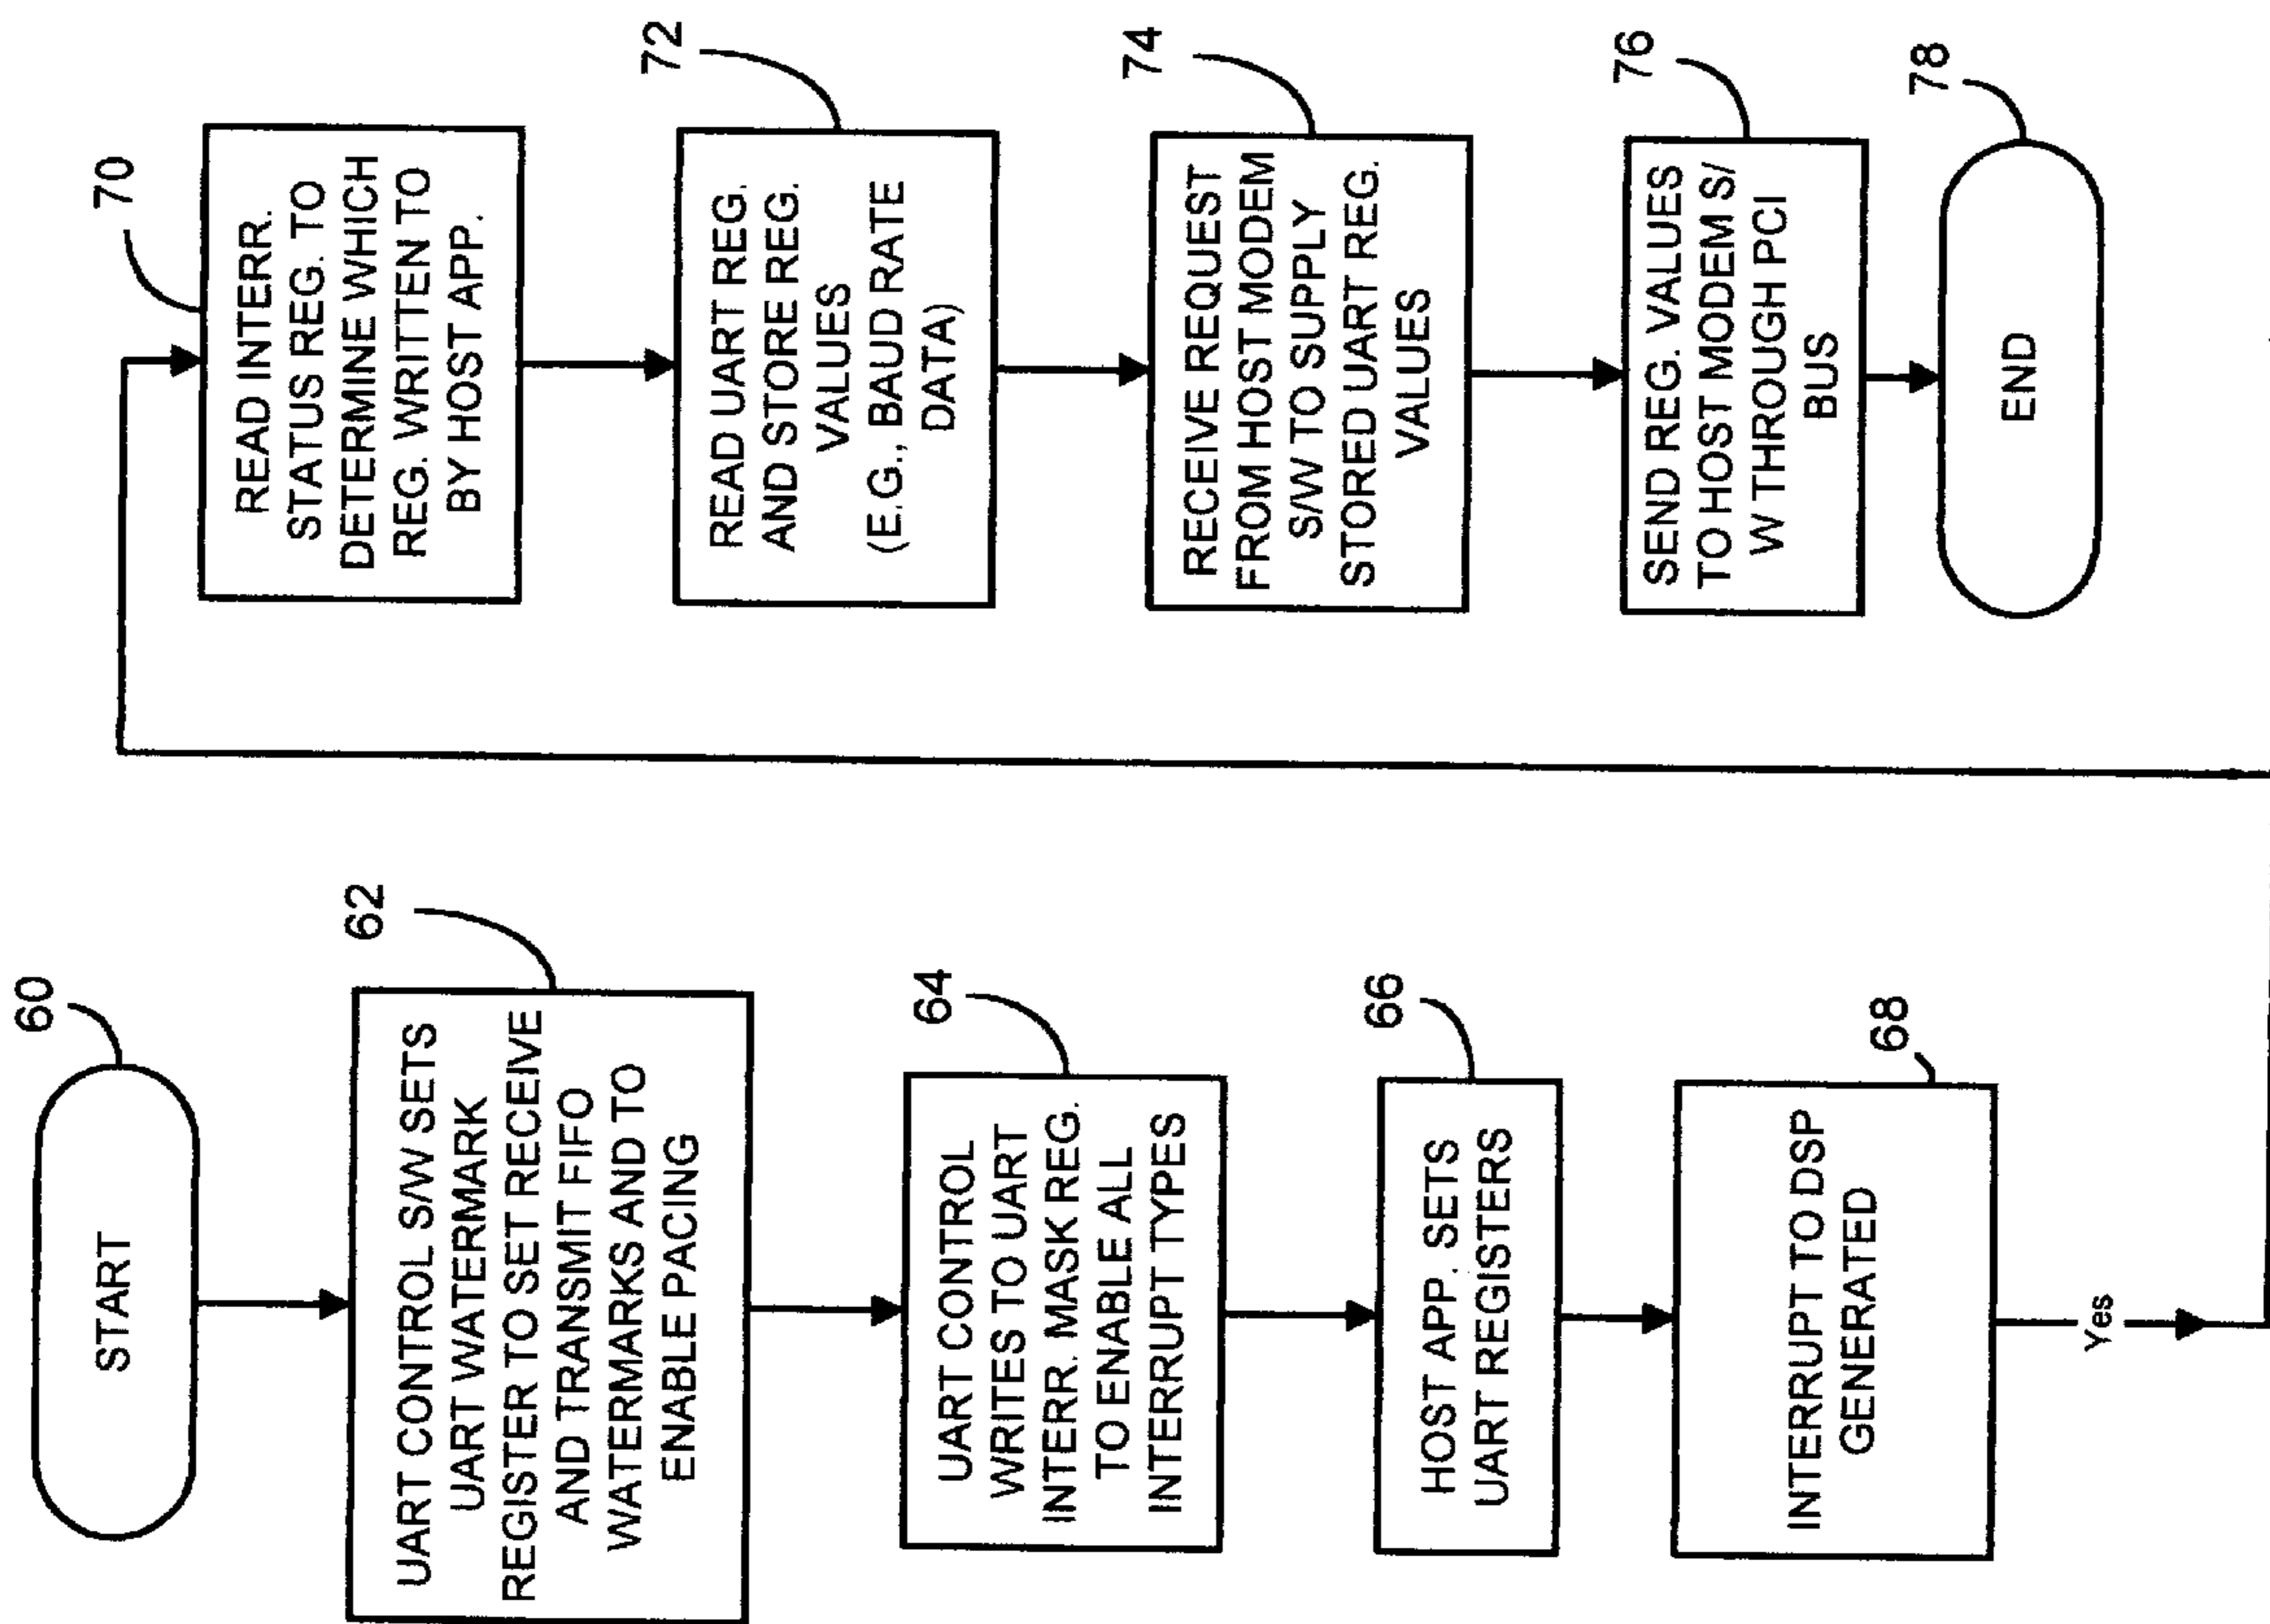 60
START
62
UART CONTROL S/W SETS
UART WATERMARK
REGISTER TO SET RECEIVE
AND TRANSMIT FIFO
WATERMARKS AND TO
ENABLE PACING
64
UART CONTROL
WRITES TO UART
INTERR. MASK REG.
TO ENABLE ALL
INTERRUPT TYPES
66
HOST APP. SETS
UART REGISTERS
68
INTERRUPT TO DSP
GENERATED
Yes
70
READ INTERR.
STATUS REG. TO
DETERMINE WHICH
REG. WRITTEN TO
BY HOST APP.
72
READ UART REG.
AND STORE REG.
VALUES
(E.G., BAUD RATE
DATA)
74
RECEIVE REQUEST
FROM HOST MODEM
S/W TO SUPPLY
STORED UART REG.
VALUES
76
SEND REG. VALUES
TO HOST MODEM S/
W THROUGH PCI
BUS
78
END